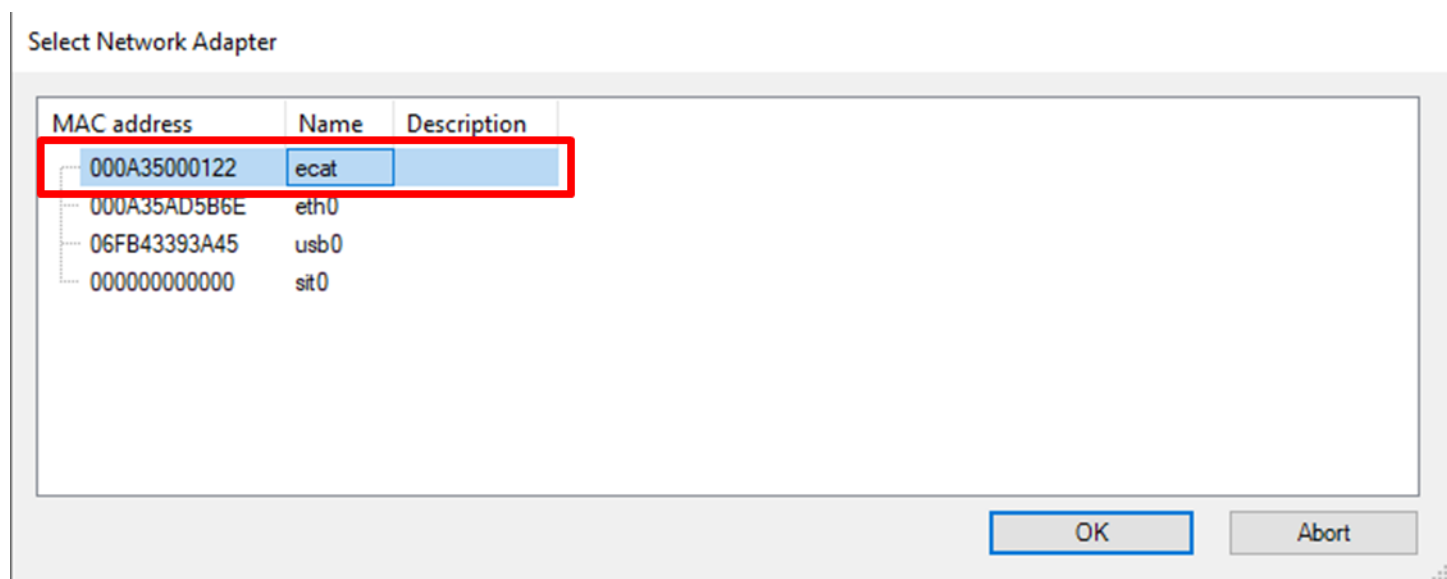 Select Network Adapter
MAC address Name Description
000A35000122 ecat
000A35AD5B6E eth0
06FB43393A45 usb0
000000000000 sit0
OK Abort